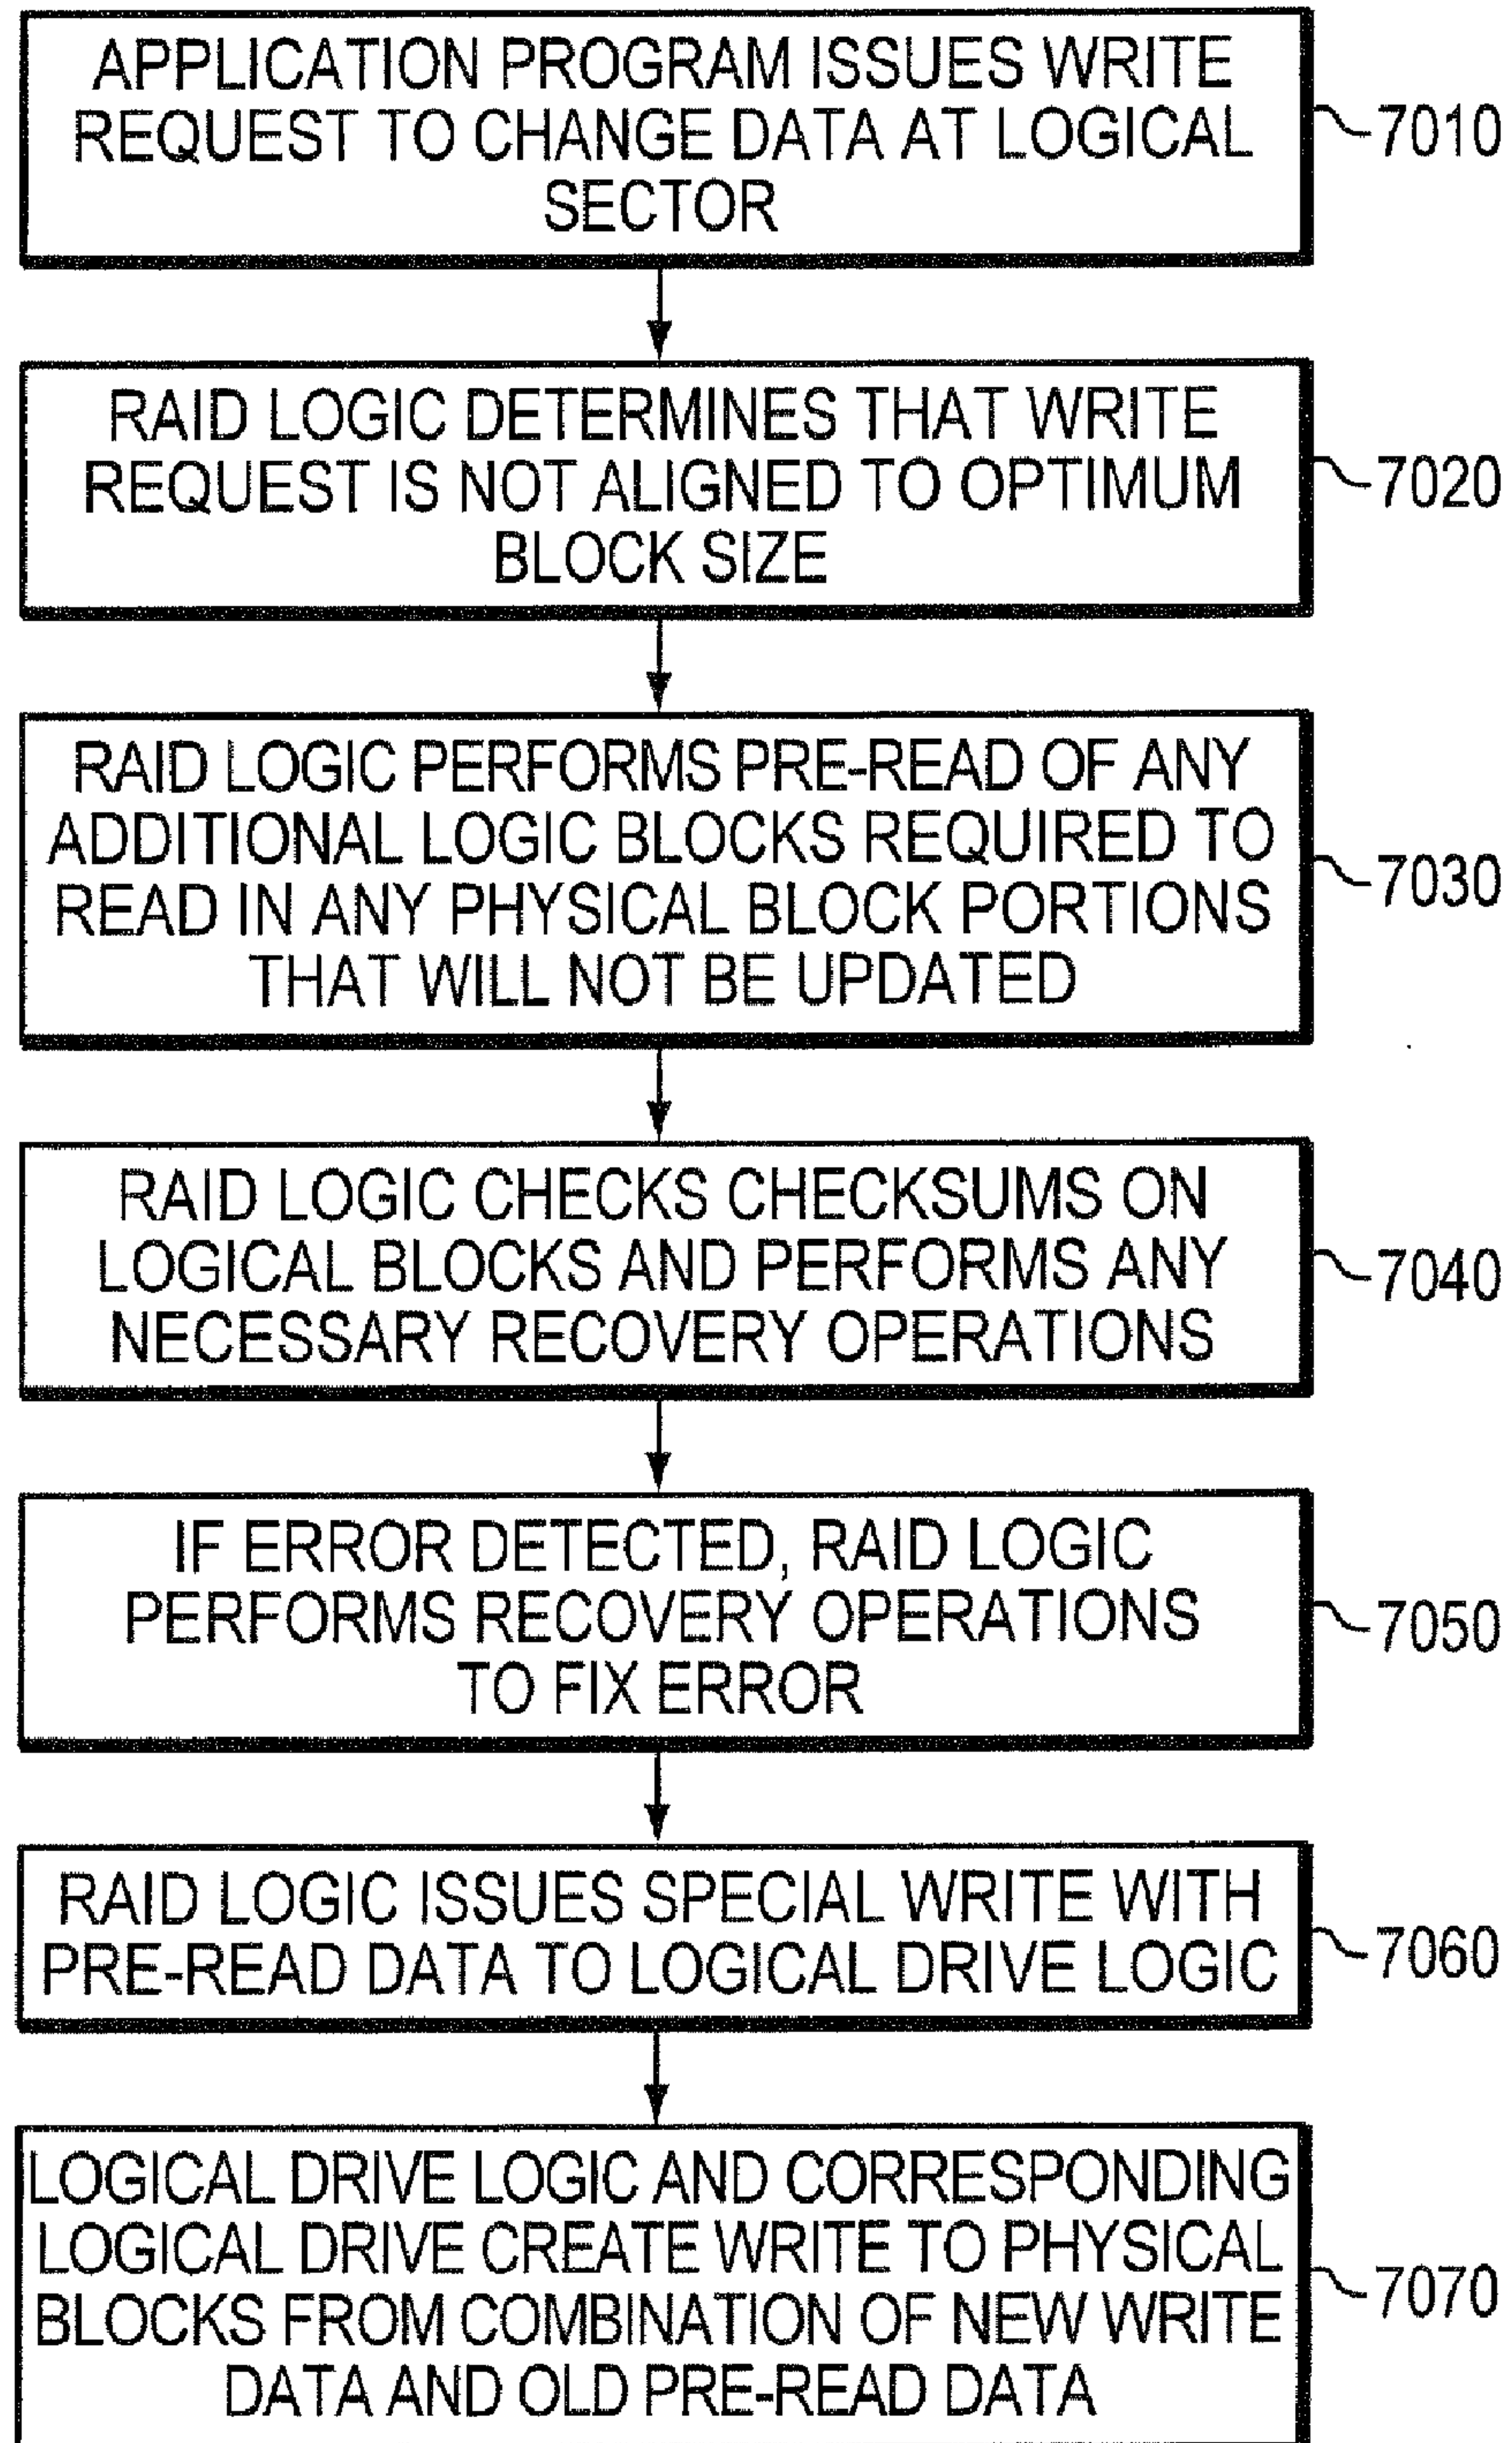 APPLICATION PROGRAM ISSUES WRITE
REQUEST TO CHANGE DATA AT LOGICAL
SECTOR
7010
RAID LOGIC DETERMINES THAT WRITE
REQUEST IS NOT ALIGNED TO OPTIMUM
BLOCK SIZE
7020
RAID LOGIC PERFORMS PRE-READ OF ANY
ADDITIONAL LOGIC BLOCKS REQUIRED TO
READ IN ANY PHYSICAL BLOCK PORTIONS
THAT WILL NOT BE UPDATED
7030
RAID LOGIC CHECKS CHECKSUMS ON
LOGICAL BLOCKS AND PERFORMS ANY
NECESSARY RECOVERY OPERATIONS
7040
IF ERROR DETECTED, RAID LOGIC
PERFORMS RECOVERY OPERATIONS
TO FIX ERROR
7050
RAID LOGIC ISSUES SPECIAL WRITE WITH
PRE-READ DATA TO LOGICAL DRIVE LOGIC
7060
LOGICAL DRIVE LOGIC AND CORRESPONDING
LOGICAL DRIVE CREATE WRITE TO PHYSICAL
BLOCKS FROM COMBINATION OF NEW WRITE
DATA AND OLD PRE-READ DATA
7070